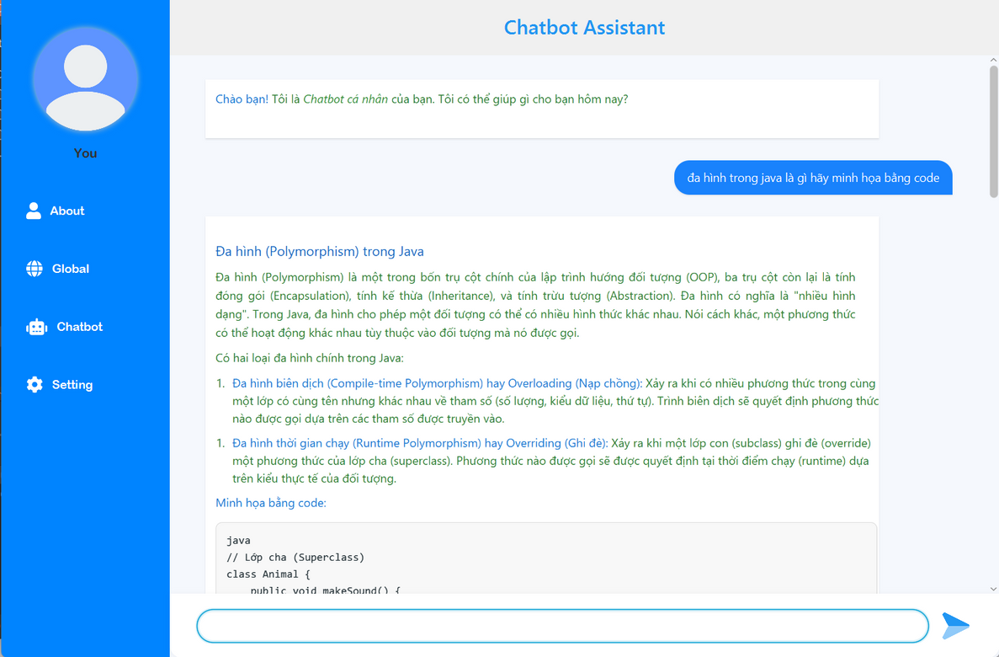 Chatbot Assistant
You
About
Global
Chatbot
Setting
Chào bạn! Tôi là Chatbot cá nhân của bạn. Tôi có thể giúp gì cho bạn hôm nay?
đa hình trong java là gì hãy minh họa bằng code
Đa hình (Polymorphism) trong Java
Đa hình (Polymorphism) là một trong bốn trụ cột chính của lập trình hướng đối tượng (OOP), ba trụ cột còn lại là tính
đóng gói (Encapsulation), tính kế thừa (Inheritance), và tính trừu tượng (Abstraction). Đa hình có nghĩa là "nhiều hình
dạng". Trong Java, đa hình cho phép một đối tượng có thể có nhiều hình thức khác nhau. Nói cách khác, một phương thức
có thể hoạt động khác nhau tùy thuộc vào đối tượng mà nó được gọi.
Có hai loại đa hình chính trong Java:
1. Đa hình biên dịch (Compile-time Polymorphism) hay Overloading (Nạp chồng): Xảy ra khi có nhiều phương thức trong cùng
một lớp có cùng tên nhưng khác nhau về tham số (số lượng, kiểu dữ liệu, thứ tự). Trình biên dịch sẽ quyết định phương thức
nào được gọi dựa trên các tham số được truyền vào.
1. Đa hình thời gian chạy (Runtime Polymorphism) hay Overriding (Ghi đè): Xảy ra khi một lớp con (subclass) ghi đè (override)
một phương thức của lớp cha (superclass). Phương thức nào được gọi sẽ được quyết định tại thời điểm chạy (runtime) dựa
trên kiểu thực tế của đối tượng.
Minh họa bằng code:
java
// Lớp cha (Superclass)
class Animal {
public void makeSound() {